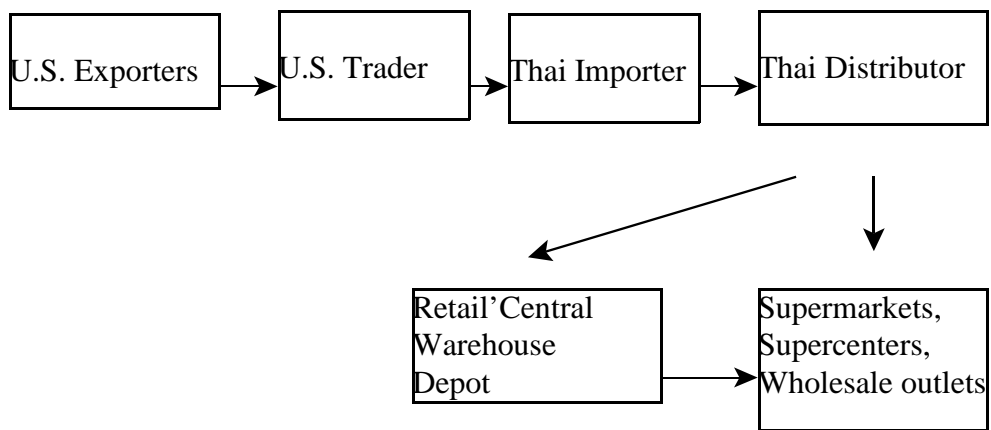 U.S. Exporters
U.S. Trader
Thai Importer
Thai Distributor
Retail’Central
Warehouse
Depot
Supermarkets,
Supercenters,
Wholesale outlets